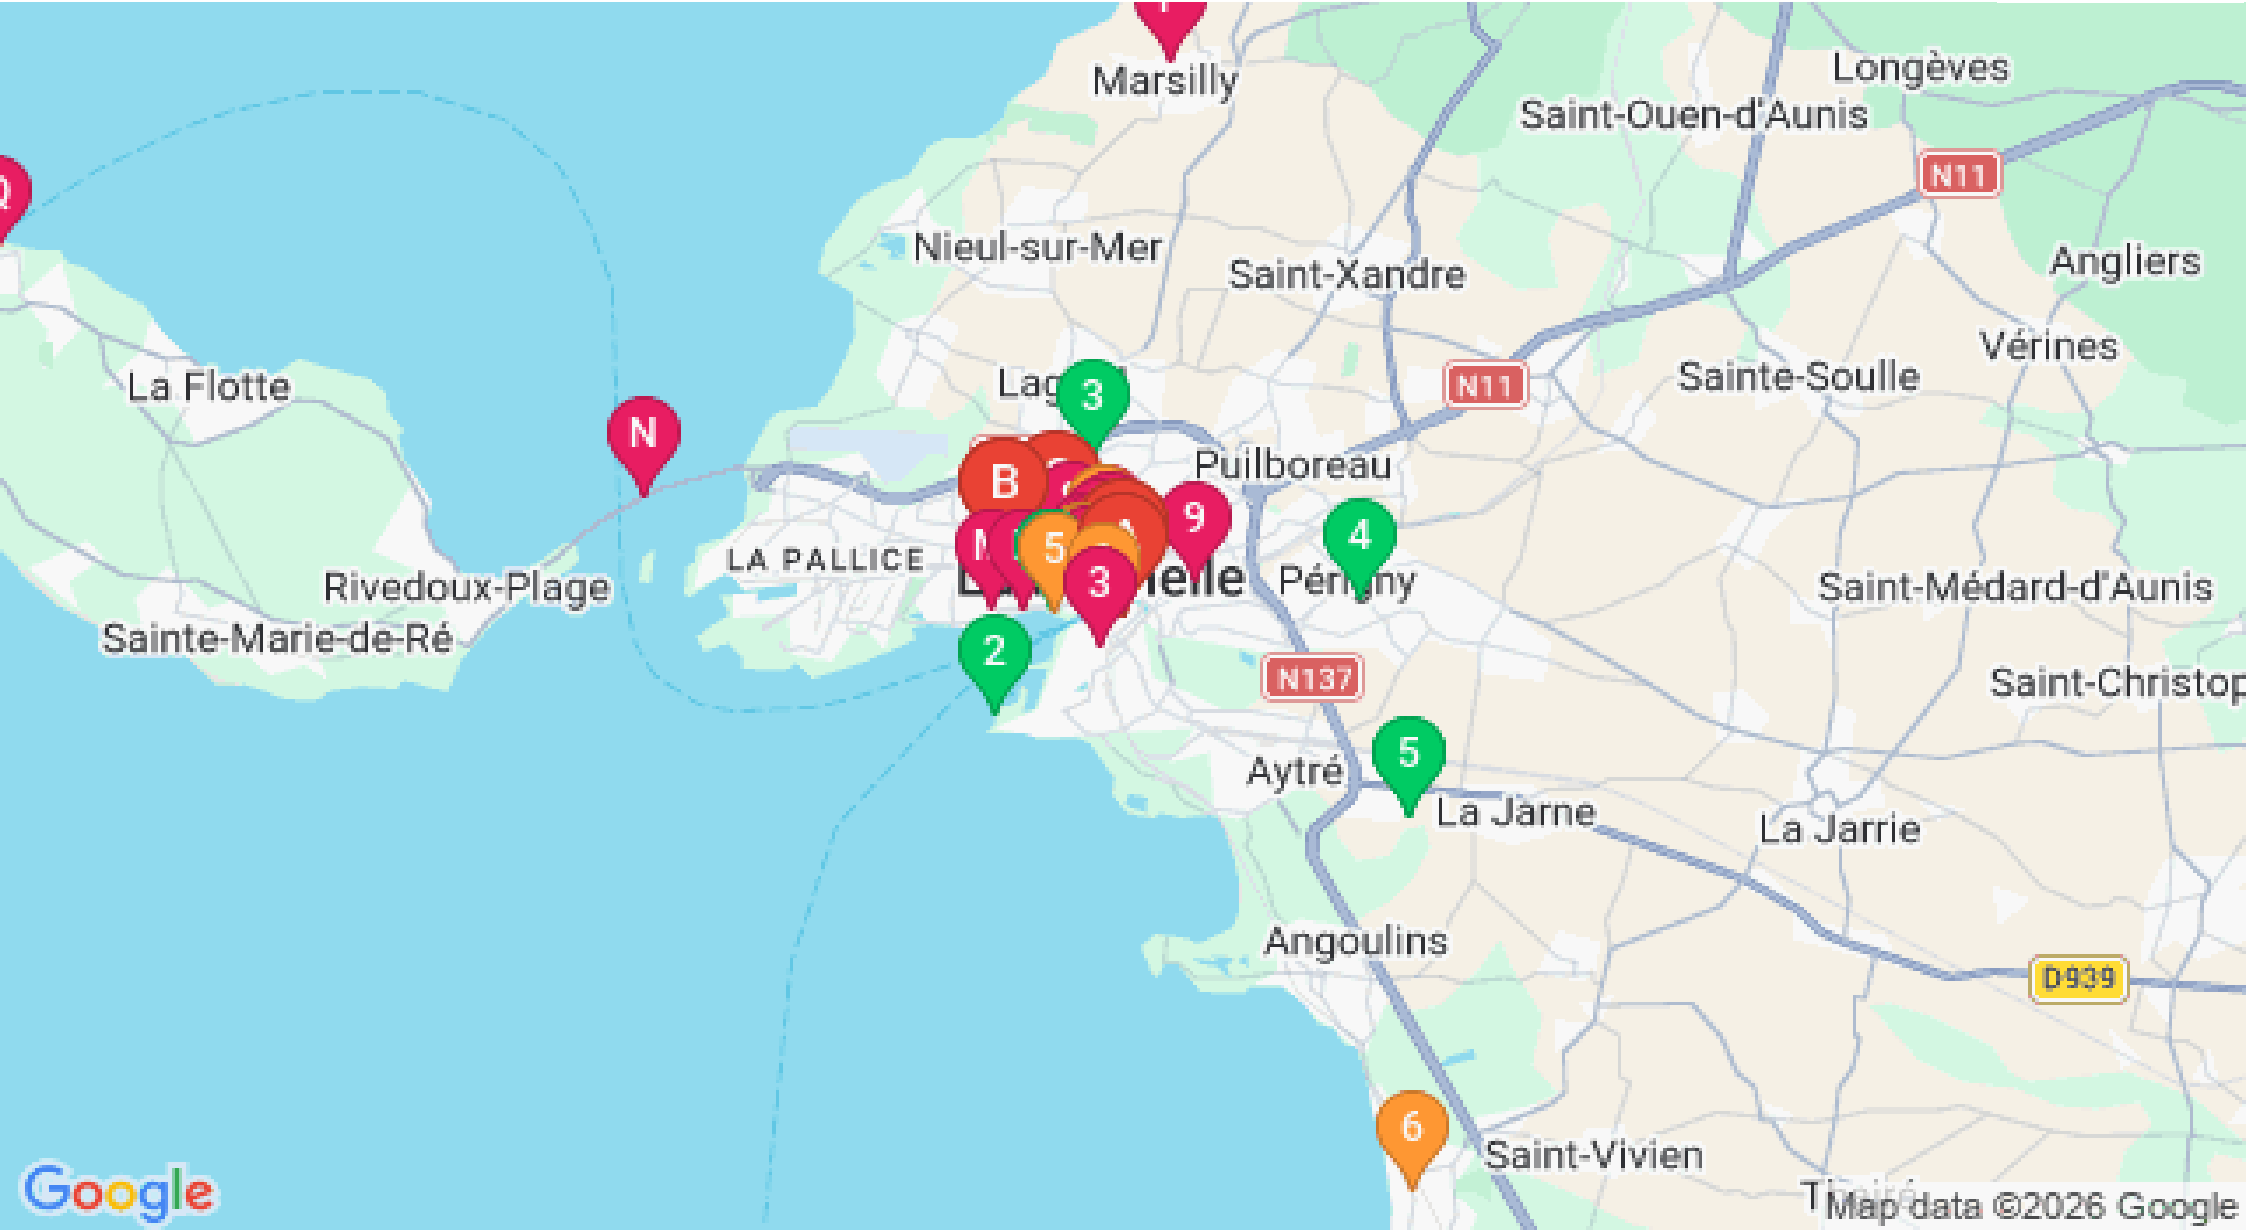 Marsilly
Longèves
Saint-Ouen-d'Aunis
N11
Nieul-sur-Mer
Saint-Xandre
Angliers
Vérines
La Flotte
3
N11
Sainte-Soulle
N
Puilboreau
B
9
4
5
LA PALLICE
3
Périgny
Rivedoux-Plage
Saint-Médard-d'Aunis
Sainte-Marie-de-Ré
2
N137
Saint-Christop
5
Aytré
La Jarne
La Jarrie
Angoulins
D939
6
Saint-Vivien
Google
Map data ©2026 Google